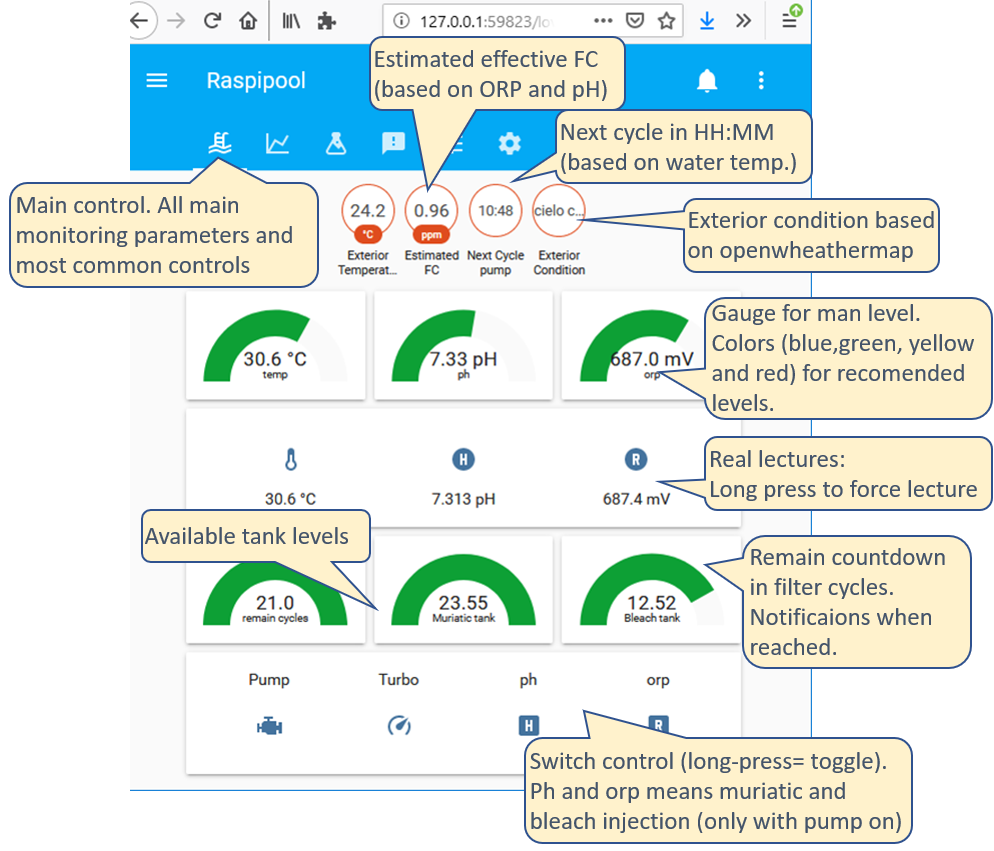 127.0.0.1:59823/lo
Raspipool
Estimated effective FC
(based on ORP and pH)
Next cycle in HH:MM
(based on water temp.)
Main control. All main
monitoring parameters and
most common controls
24.2
°C
Exterior
Temperat...
0.96
ppm
Estimated
FC
10:48
Next Cycle
pump
cielo c...
Exterior
Condition
Exterior condition based
on openwheathermap
30.6 °C
temp
7.33 pH
ph
687.0 mV
orp
Gauge for man level.
Colors (blue,green, yellow
and red) for recomended
levels.
H
R
30.6 °C
7.313 pH
687.4 mV
Real lectures:
Long press to force lecture
Available tank levels
21.0
remain cycles
23.55
Muriatic tank
12.52
Bleach tank
Remain countdown
in filter cycles.
Notificaions when
reached.
Pump
Turbo
ph
orp
H
R
Switch control (long-press= toggle).
Ph and orp means muriatic and
bleach injection (only with pump on)